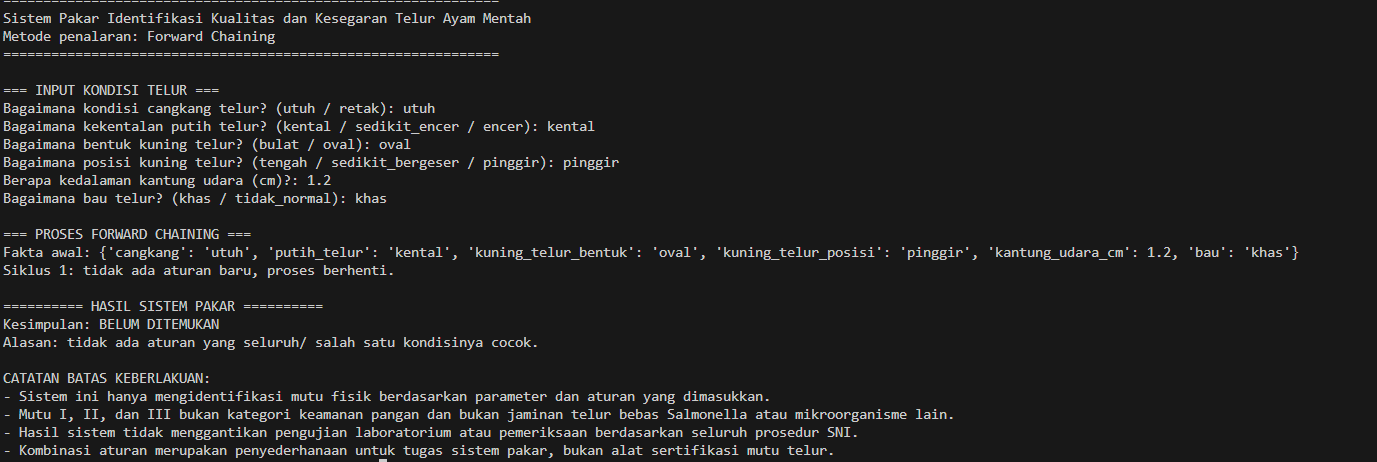 ==============================================================
Sistem Pakar Identifikasi Kualitas dan Kesegaran Telur Ayam Mentah
Metode penalaran: Forward Chaining
==============================================================
=== INPUT KONDISI TELUR ===
Bagaimana kondisi cangkang telur? (utuh / retak): utuh
Bagaimana kekentalan putih telur? (kental / sedikit_encer / encer): kental
Bagaimana bentuk kuning telur? (bulat / oval): oval
Bagaimana posisi kuning telur? (tengah / sedikit_bergeser / pinggir): pinggir
Berapa kedalaman kantung udara (cm)?: 1.2
Bagaimana bau telur? (khas / tidak_normal): khas
=== PROSES FORWARD CHAINING ===
Fakta awal: {'cangkang': 'utuh', 'putih_telur': 'kental', 'kuning_telur_bentuk': 'oval', 'kuning_telur_posisi': 'pinggir', 'kantung_udara_cm': 1.2, 'bau': 'khas'}
Siklus 1: tidak ada aturan baru, proses berhenti.
========== HASIL SISTEM PAKAR ==========
Kesimpulan: BELUM DITEMUKAN
Alasan: tidak ada aturan yang seluruh/ salah satu kondisinya cocok.
CATATAN BATAS KEBERLAKUAN:
- Sistem ini hanya mengidentifikasi mutu fisik berdasarkan parameter dan aturan yang dimasukkan.
- Mutu I, II, dan III bukan kategori keamanan pangan dan bukan jaminan telur bebas Salmonella atau mikroorganisme lain.
- Hasil sistem tidak menggantikan pengujian laboratorium atau pemeriksaan berdasarkan seluruh prosedur SNI.
- Kombinasi aturan merupakan penyederhanaan untuk tugas sistem pakar, bukan alat sertifikasi mutu telur.